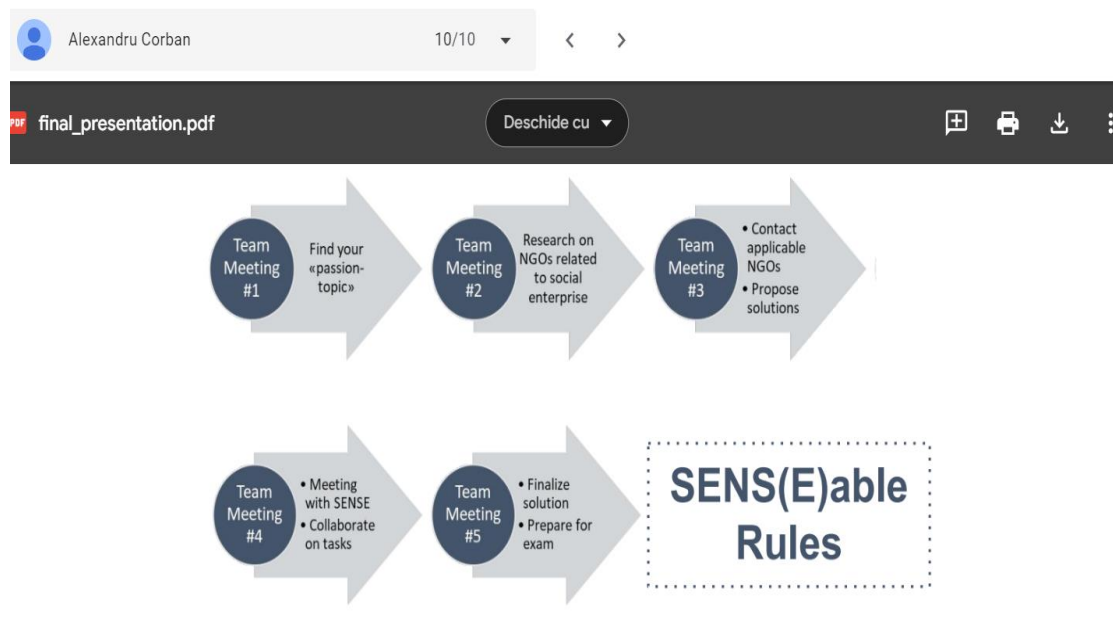 Alexandru Corban
10/10
PDF
final_presentation.pdf
Deschide cu
Team
Meeting
#1
Find your
«passion-
topic»
Team
Meeting
#2
Research on
NGOs related
to social
enterprise
Team
Meeting
#3
• Contact
applicable
NGOs
• Propose
solutions
Team
Meeting
#4
• Meeting
with SENSE
• Collaborate
on tasks
Team
Meeting
#5
• Finalize
solution
• Prepare for
exam
SENS(E)able
Rules